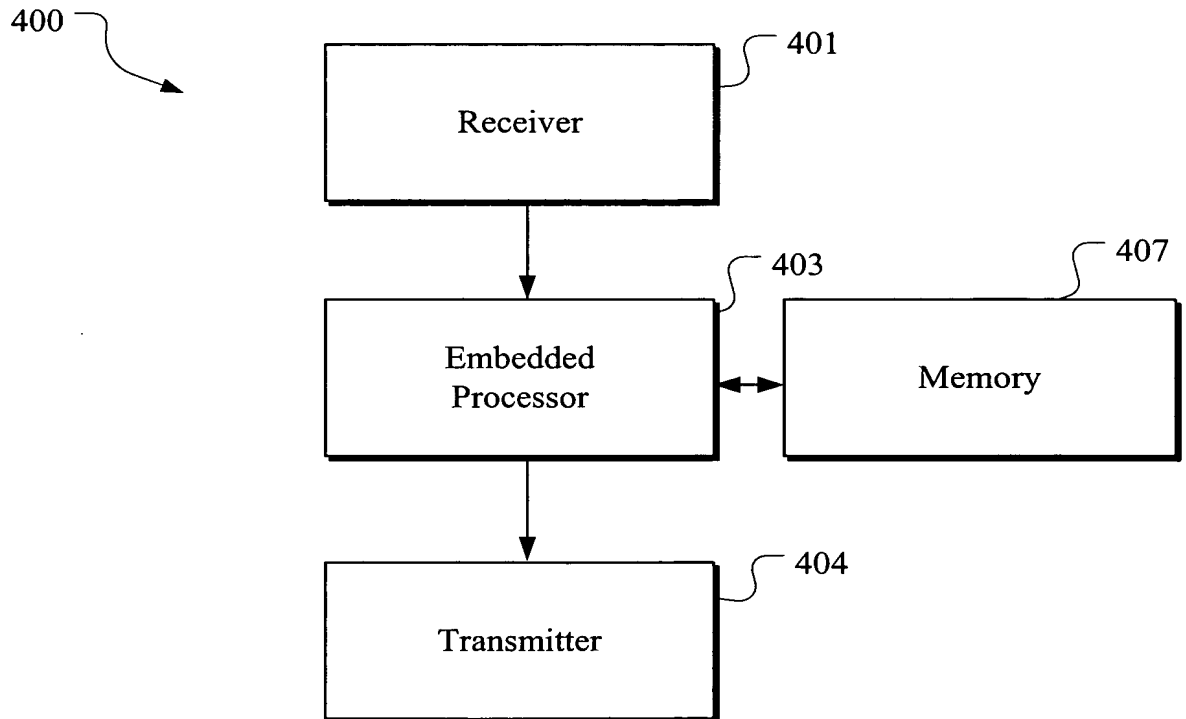 400
401
Receiver
403
407
Embedded
Processor
Memory
404
Transmitter